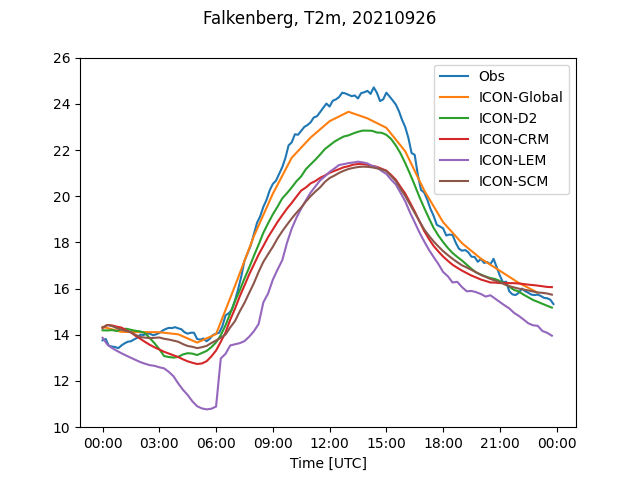 Falkenberg, T2m, 20210926
26
24
22
20
18
16
14
12
10
Obs
ICON-Global
ICON-D2
ICON-CRM
ICON-LEM
ICON-SCM
00:00 03:00 06:00 09:00 12:00 15:00 18:00 21:00 00:00
Time [UTC]